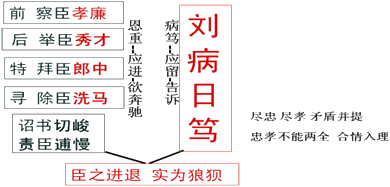 前 察臣孝廉
后 举臣秀才
特 拜臣郎中
寻 除臣洗马
诏书切峻
责臣逋慢
恩重—应进—欲奔驰
病笃—应留—告诉
刘病日笃
尽忠 尽孝 矛盾并提
忠孝不能两全 合情入理
臣之进退 实为狼狈